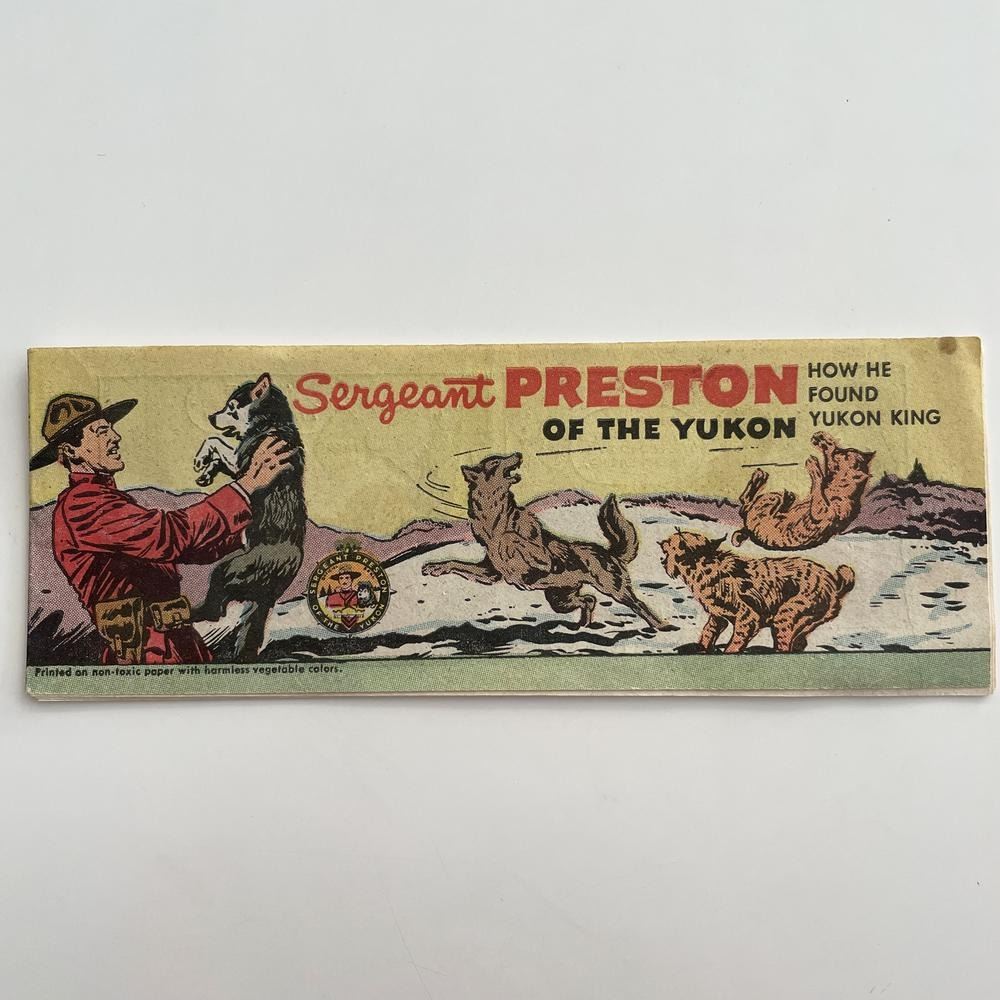 Sergeant PRESTON
OF THE YUKON
HOW HE
FOUND
YUKON KING
SERGEANT PRESTON
OF THE YUKON
Printed on non-toxic paper with harmless vegetable colors.